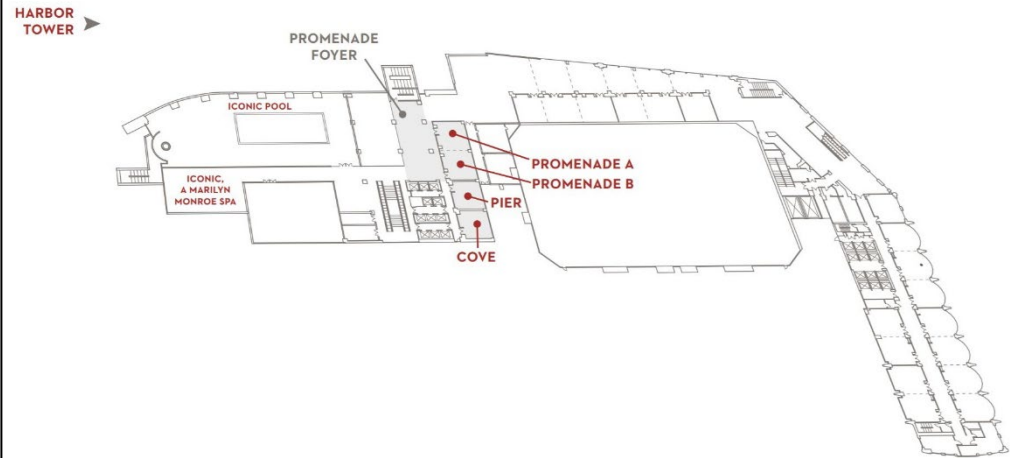 HARBOR
TOWER
PROMENADE
FOYER
ICONIC POOL
PROMENADE A
PROMENADE B
ICONIC,
A MARILYN
MONROE SPA
PIER
COVE